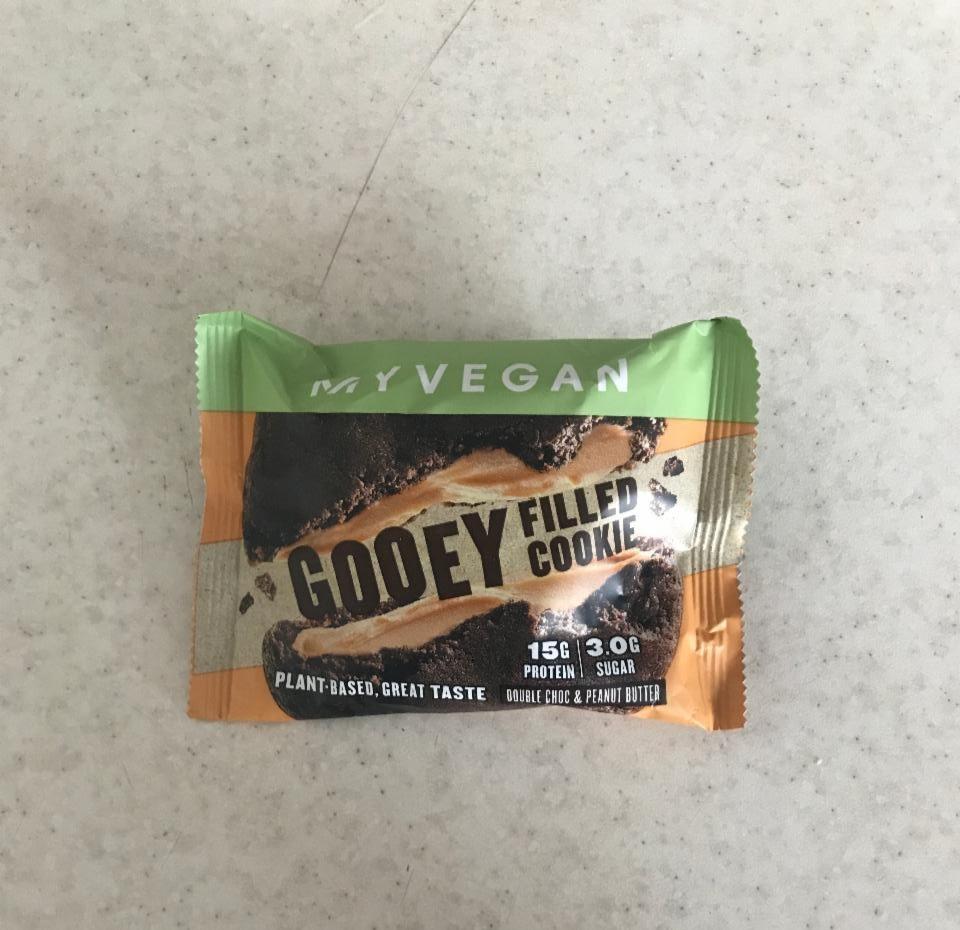 MYVEGAN
GOOEY FILLED
COOKIE
15G PROTEIN
3.0G SUGAR
PLANT-BASED, GREAT TASTE
DOUBLE CHOC & PEANUT BUTTER